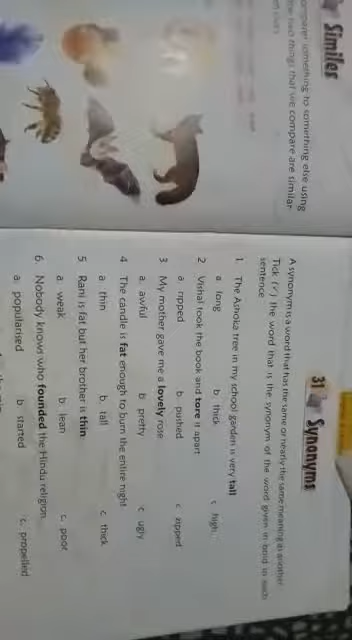 Similes
something to something else using
two things that we compare are similar
31 Synonyms
A synonym is a word that has the same or nearly the same meaning as another
Tick (✓) the word that is the synonym of the word given in bold in each
sentence
1. The Ashoka tree in my school garden is very tall
a. long b. thick c. high
2 Vishal took the book and tore it apart
a. ripped b. pushed c. zipped
3 My mother gave me a lovely rose
a. awful b. pretty c. ugly
4 The candle is fat enough to burn the entire night
a. thin b. tall c. thick
5 Rani is fat but her brother is thin
a. weak b. lean c. poor
6 Nobody knows who founded the Hindu religion
a. popularised b. started c. propelled